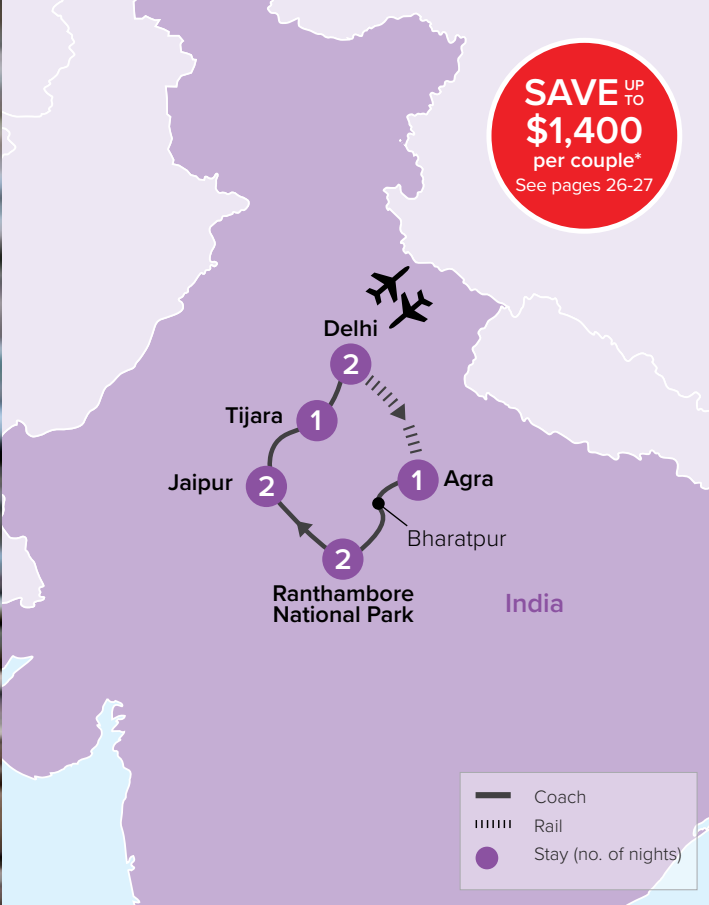 SAVE UP TO
$1,400
per couple*
See pages 26-27
Delhi
2
Tijara
1
Jaipur
2
1
Agra
Bharatpur
2
Ranthambore
National Park
India
Coach
Rail
Stay (no. of nights)